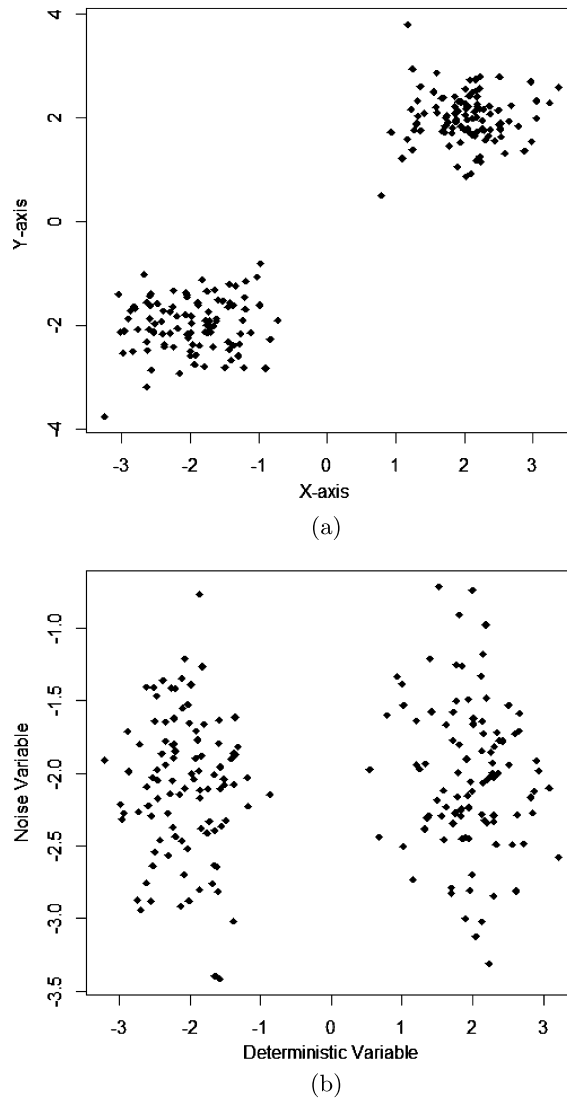 4
2
0
-2
-4
Y-axis
-3 -2 -1 0 1 2 3
X-axis
(a)
-1.0
-1.5
-2.0
-2.5
-3.0
-3.5
Noise Variable
-3 -2 -1 0 1 2 3
Deterministic Variable
(b)